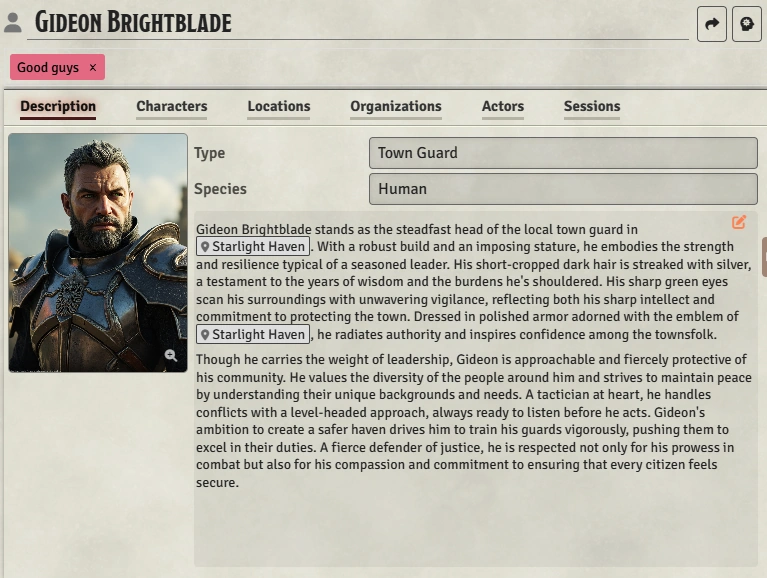 Gideon Brightblade
Good guys ×
Description Characters Locations Organizations Actors Sessions
Type Town Guard
Species Human
Gideon Brightblade stands as the steadfast head of the local town guard in
Starlight Haven. With a robust build and an imposing stature, he embodies the strength
and resilience typical of a seasoned leader. His short-cropped dark hair is streaked with silver,
a testament to the years of wisdom and the burdens he's shouldered. His sharp green eyes
scan his surroundings with unwavering vigilance, reflecting both his sharp intellect and
commitment to protecting the town. Dressed in polished armor adorned with the emblem of
Starlight Haven, he radiates authority and inspires confidence among the townsfolk.
Though he carries the weight of leadership, Gideon is approachable and fiercely protective of
his community. He values the diversity of the people around him and strives to maintain peace
by understanding their unique backgrounds and needs. A tactician at heart, he handles
conflicts with a level-headed approach, always ready to listen before he acts. Gideon's
ambition to create a safer haven drives him to train his guards vigorously, pushing them to
excel in their duties. A fierce defender of justice, he is respected not only for his prowess in
combat but also for his compassion and commitment to ensuring that every citizen feels
secure.